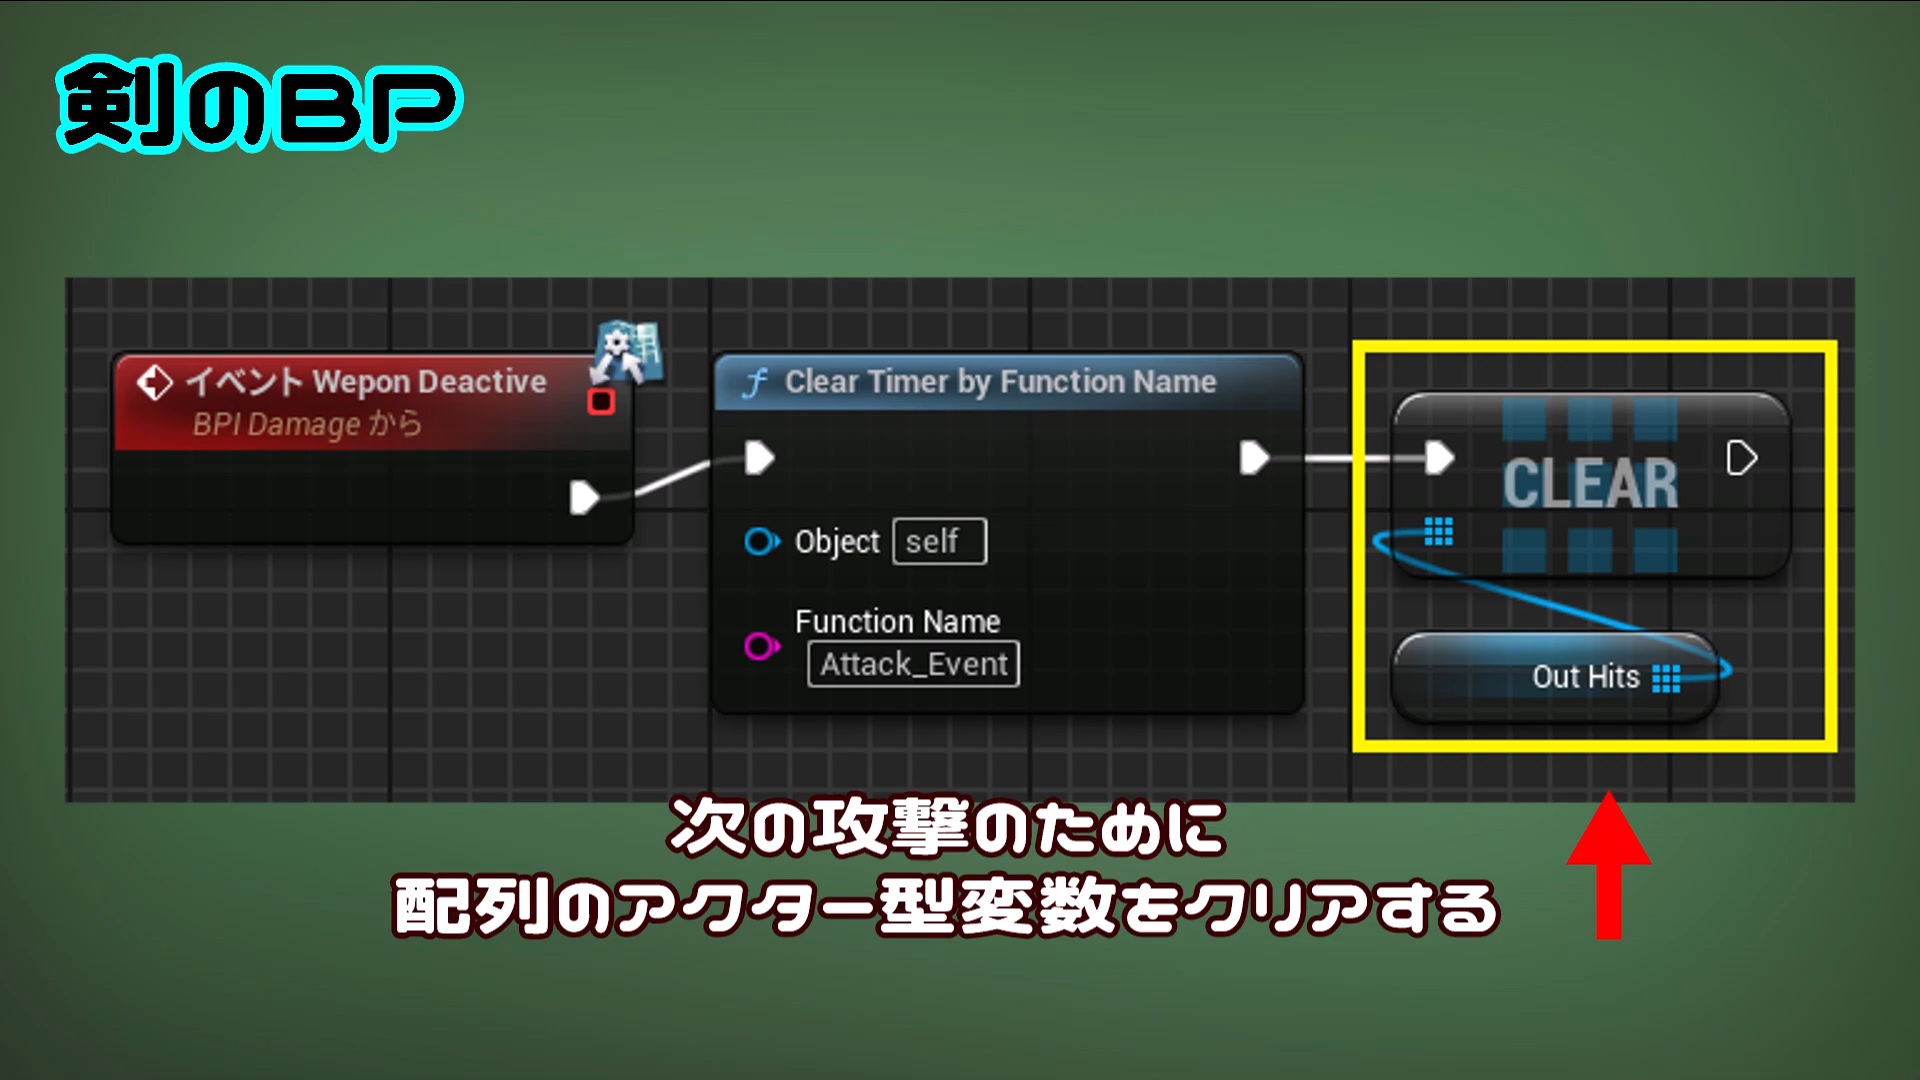 剣のBP
イベント Wepon Deactive
BPI Damage から
f Clear Timer by Function Name
Object self
Function Name
Attack_Event
CLEAR
Out Hits
次の攻撃のために
配列のアクター型変数をクリアする